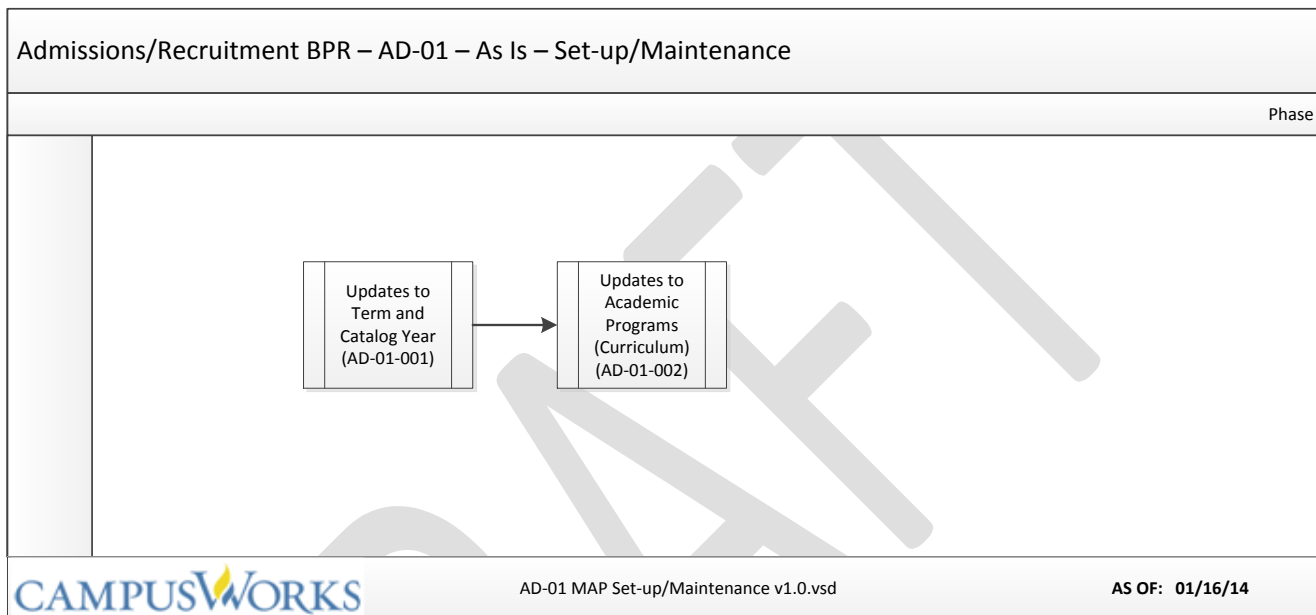 Admissions/Recruitment BPR – AD-01 – As Is – Set-up/Maintenance
Phase
Updates to
Term and
Catalog Year
(AD-01-001)
Updates to
Academic
Programs
(Curriculum)
(AD-01-002)
DRAFT
CAMPUSWORKS
AD-01 MAP Set-up/Maintenance v1.0.vsd
AS OF: 01/16/14